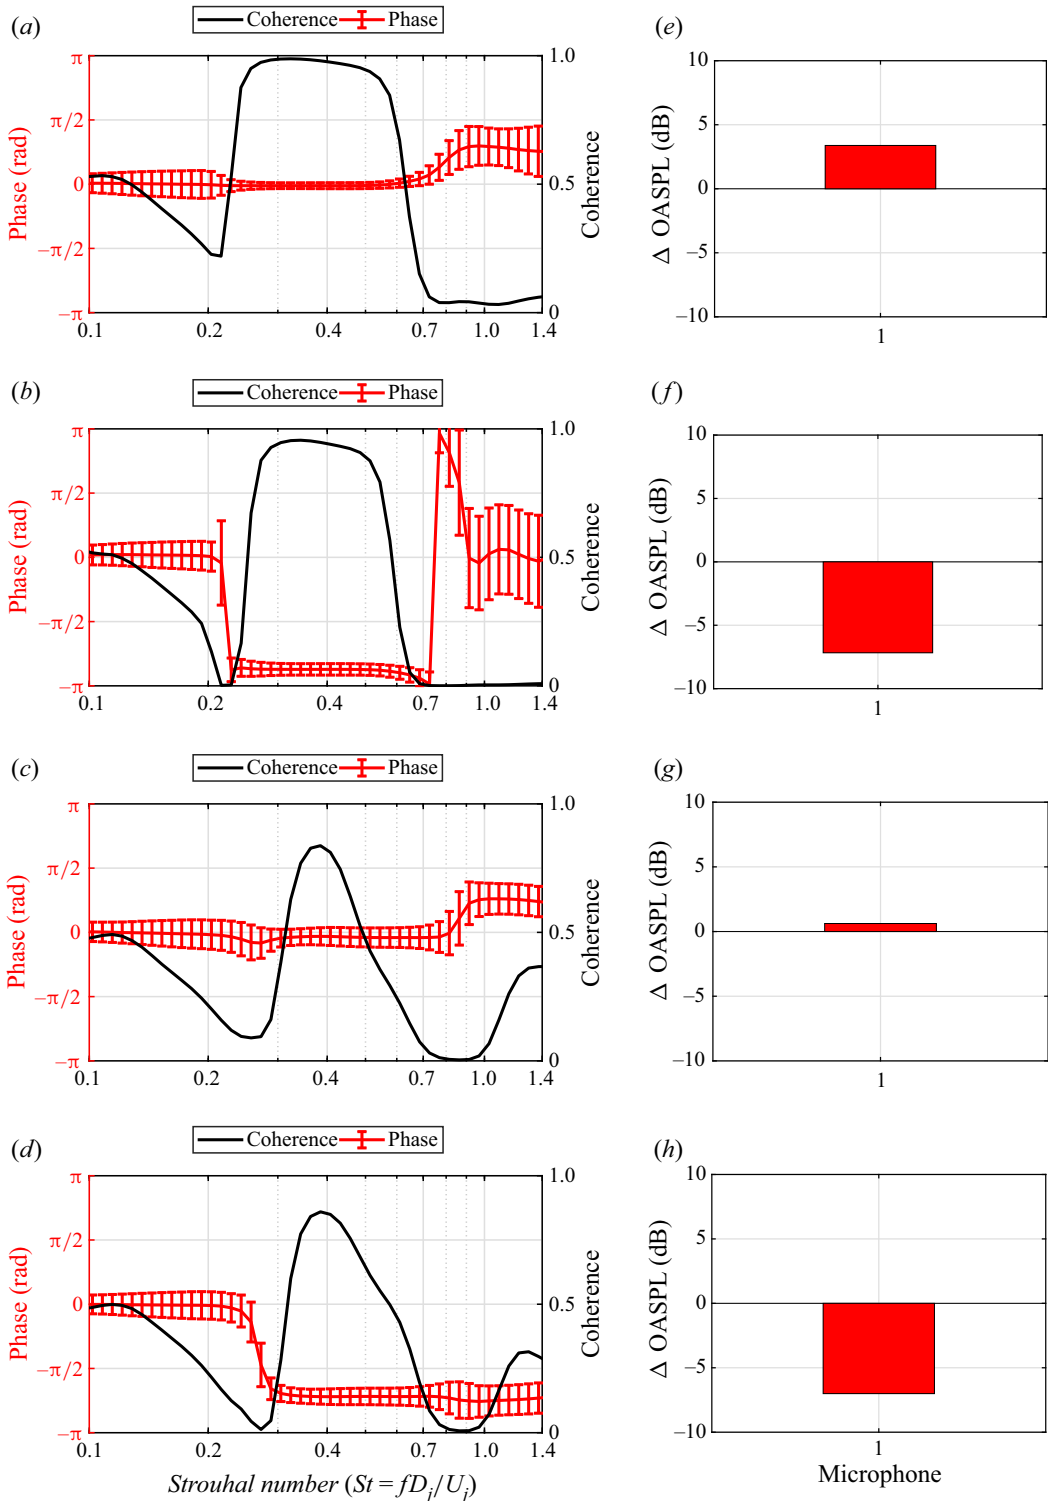 (a)
Coherence Phase
π
π/2
0
−π/2
−π
Phase (rad)
1.0
0.5
0
Coherence
0.1 0.2 0.4 0.7 1.0 1.4
(e)
10
5
0
−5
−10
Δ OASPL (dB)
1
(b)
Coherence Phase
π
π/2
0
−π/2
−π
Phase (rad)
1.0
0.5
0
Coherence
0.1 0.2 0.4 0.7 1.0 1.4
(f)
10
5
0
−5
−10
Δ OASPL (dB)
1
(c)
Coherence Phase
π
π/2
0
−π/2
−π
Phase (rad)
1.0
0.5
0
Coherence
0.1 0.2 0.4 0.7 1.0 1.4
(g)
10
5
0
−5
−10
Δ OASPL (dB)
1
(d)
Coherence Phase
π
π/2
0
−π/2
−π
Phase (rad)
1.0
0.5
0
Coherence
0.1 0.2 0.4 0.7 1.0 1.4
Strouhal number (St = fDj/Uj)
(h)
10
5
0
−5
−10
Δ OASPL (dB)
1
Microphone